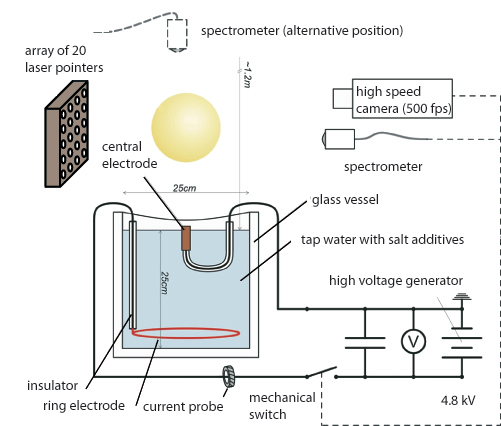 spectrometer (alternative position)
array of 20
laser pointers
~1.2m
high speed
camera (500 fps)
central
electrode
spectrometer
25cm
glass vessel
tap water with salt additives
25cm
high voltage generator
V
insulator
ring electrode
current probe
mechanical
switch
4.8 kV